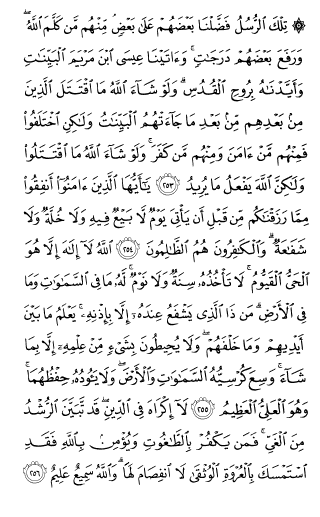 ۞ تِلْكَ ٱلرُّسُلُ فَضَّلْنَا بَعْضَهُمْ عَلَىٰ بَعْضٍ ۘ مِّنْهُم مَّن كَلَّمَ ٱللَّهُ ۖ
وَرَفَعَ بَعْضَهُمْ دَرَجَٰتٍ ۚ وَءَاتَيْنَا عِيسَى ٱبْنَ مَرْيَمَ ٱلْبَيِّنَٰتِ
وَأَيَّدْنَٰهُ بِرُوحِ ٱلْقُدُسِ ۗ وَلَوْ شَآءَ ٱللَّهُ مَا ٱقْتَتَلَ ٱلَّذِينَ
مِنۢ بَعْدِهِم مِّنۢ بَعْدِ مَا جَآءَتْهُمُ ٱلْبَيِّنَٰتُ وَلَٰكِنِ ٱخْتَلَفُوا۟
فَمِنْهُم مَّنْ ءَامَنَ وَمِنْهُم مَّن كَفَرَ ۚ وَلَوْ شَآءَ ٱللَّهُ مَا ٱقْتَتَلُوا۟
وَلَٰكِنَّ ٱللَّهَ يَفْعَلُ مَا يُرِيدُ ٢٥٣ يَٰٓأَيُّهَا ٱلَّذِينَ ءَامَنُوٓا۟ أَنفِقُوا۟
مِمَّا رَزَقْنَٰكُم مِّن قَبْلِ أَن يَأْتِىَ يَوْمٌ لَّا بَيْعٌ فِيهِ وَلَا خُلَّةٌ وَلَا
شَفَٰعَةٌ ۗ وَٱلْكَٰفِرُونَ هُمُ ٱلظَّٰلِمُونَ ٢٥٤ ٱللَّهُ لَآ إِلَٰهَ إِلَّا هُوَ
ٱلْحَىُّ ٱلْقَيُّومُ ۚ لَا تَأْخُذُهُۥ سِنَةٌ وَلَا نَوْمٌ ۚ لَّهُۥ مَا فِى ٱلسَّمَٰوَٰتِ وَمَا
فِى ٱلْأَرْضِ ۗ مَن ذَا ٱلَّذِى يَشْفَعُ عِندَهُۥٓ إِلَّا بِإِذْنِهِۦ ۚ يَعْلَمُ مَا بَيْنَ
أَيْدِيهِمْ وَمَا خَلْفَهُمْ ۖ وَلَا يُحِيطُونَ بِشَىْءٍ مِّنْ عِلْمِهِۦٓ إِلَّا بِمَا
شَآءَ ۚ وَسِعَ كُرْسِيُّهُ ٱلسَّمَٰوَٰتِ وَٱلْأَرْضَ ۖ وَلَا يَـُٔودُهُۥ حِفْظُهُمَا ۚ
وَهُوَ ٱلْعَلِىُّ ٱلْعَظِيمُ ٢٥٥ لَآ إِكْرَاهَ فِى ٱلدِّينِ ۖ قَد تَّبَيَّنَ ٱلرُّشْدُ
مِنَ ٱلْغَىِّ ۚ فَمَن يَكْفُرْ بِٱلطَّٰغُوتِ وَيُؤْمِنۢ بِٱللَّهِ فَقَدِ
ٱسْتَمْسَكَ بِٱلْعُرْوَةِ ٱلْوُثْقَىٰ لَا ٱنفِصَامَ لَهَا ۗ وَٱللَّهُ سَمِيعٌ عَلِيمٌ ٢٥٦